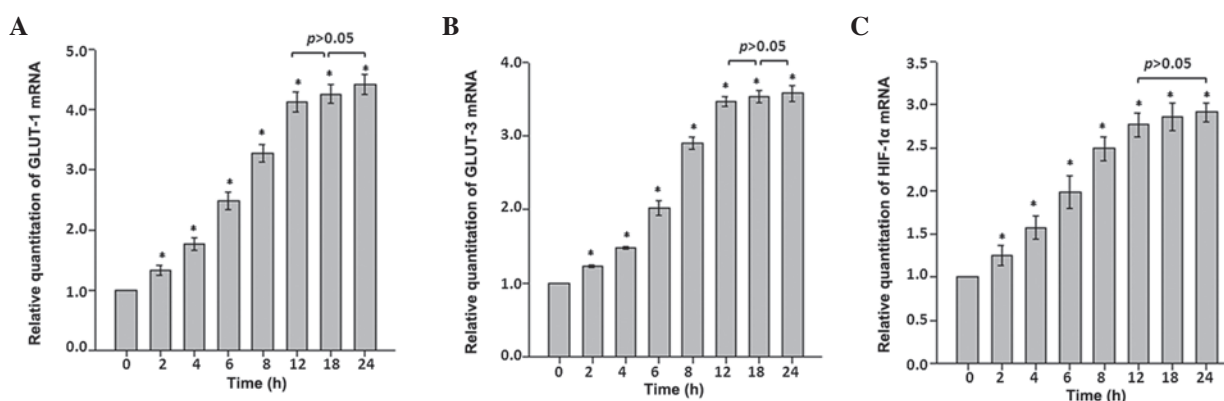 A
Relative quantitation of GLUT-1 mRNA
5.0
4.0
3.0
2.0
1.0
0.0
p>0.05
* * * * * * *
0 2 4 6 8 12 18 24
Time (h)
B
Relative quantitation of GLUT-3 mRNA
4.0
3.0
2.0
1.0
0.0
p>0.05
* * * * * * *
0 2 4 6 8 12 18 24
Time (h)
C
Relative quantitation of HIF-1α mRNA
3.5
3.0
2.5
2.0
1.5
1.0
0.5
0.0
p>0.05
* * * * * * *
0 2 4 6 8 12 18 24
Time (h)